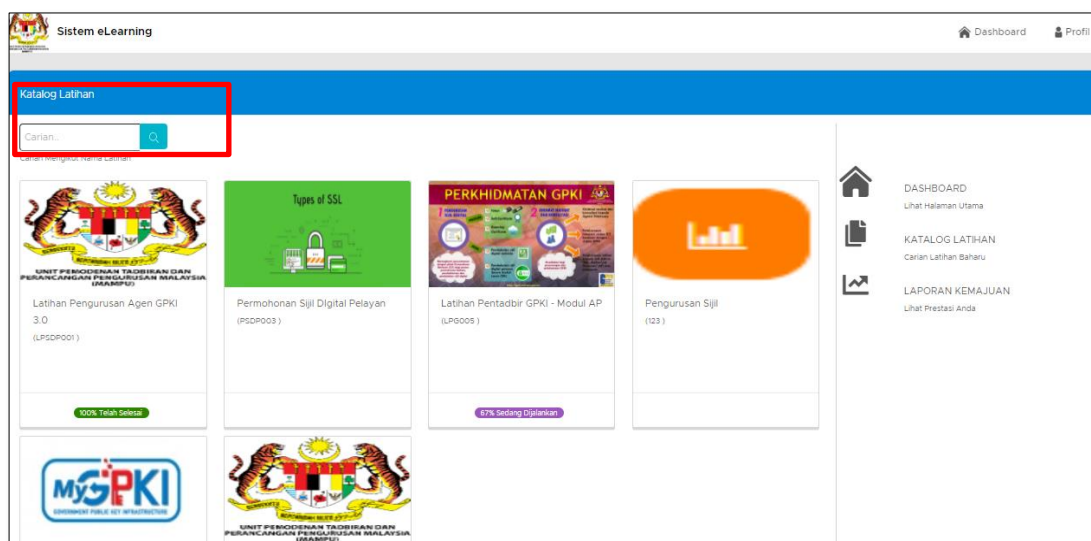 Sistem eLearning
Dashboard
Profil
Katalog Latihan
Carian..
Carian Mengikut Nama Latihan
UNIT PEMODENAN TADBIRAN DAN
PERANCANGAN PENGURUSAN MALAYSIA
(MAMPU)
Latihan Pengurusan Agen GPKI
3.0
(LPSDP001 )
100% Telah Selesai
Types of SSL
Permohonan Sijil DIgital Pelayan
(PSDP003 )
PERKHIDMATAN GPKI
Latihan Pentadbir GPKI - Modul AP
(LPG005 )
67% Sedang Dijalankan
Pengurusan Sijil
(123 )
DASHBOARD
Lihat Halaman Utama
KATALOG LATIHAN
Carian Latihan Baharu
LAPORAN KEMAJUAN
Lihat Prestasi Anda
MyGPKI
GOVERNMENT PUBLIC KEY INFRASTRUCTURE
UNIT PEMODENAN TADBIRAN DAN
PERANCANGAN PENGURUSAN MALAYSIA
(MAMPU)